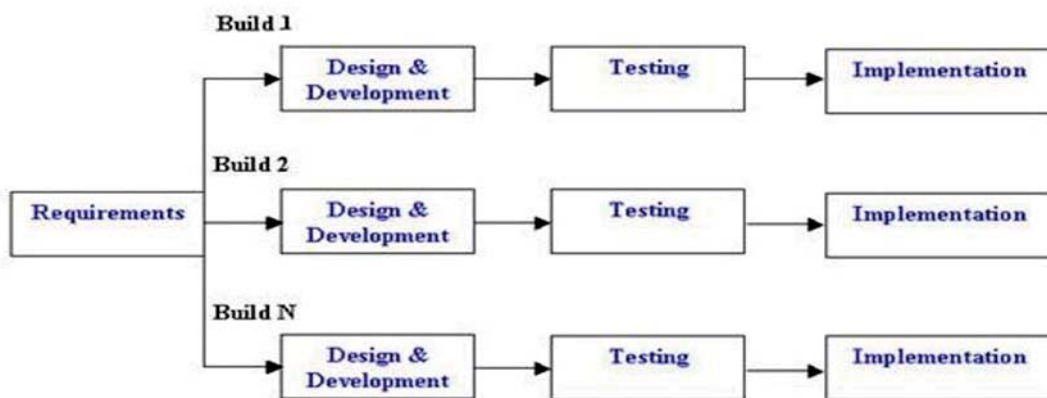 Build 1
Design &
Development
Testing
Implementation
Build 2
Requirements
Design &
Development
Testing
Implementation
Build N
Design &
Development
Testing
Implementation